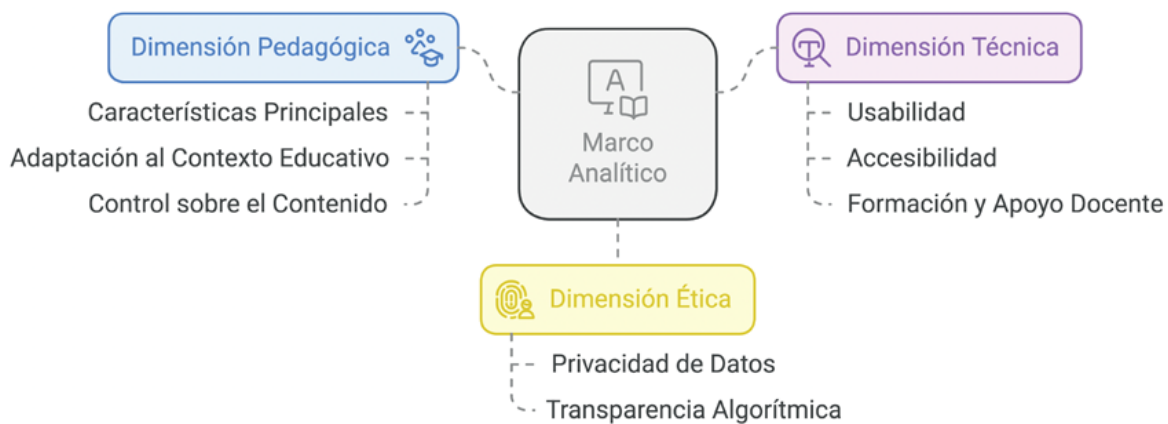 Dimensión Pedagógica
Características Principales
Adaptación al Contexto Educativo
Control sobre el Contenido
A
Marco
Analítico
Dimensión Técnica
Usabilidad
Accesibilidad
Formación y Apoyo Docente
Dimensión Ética
Privacidad de Datos
Transparencia Algorítmica